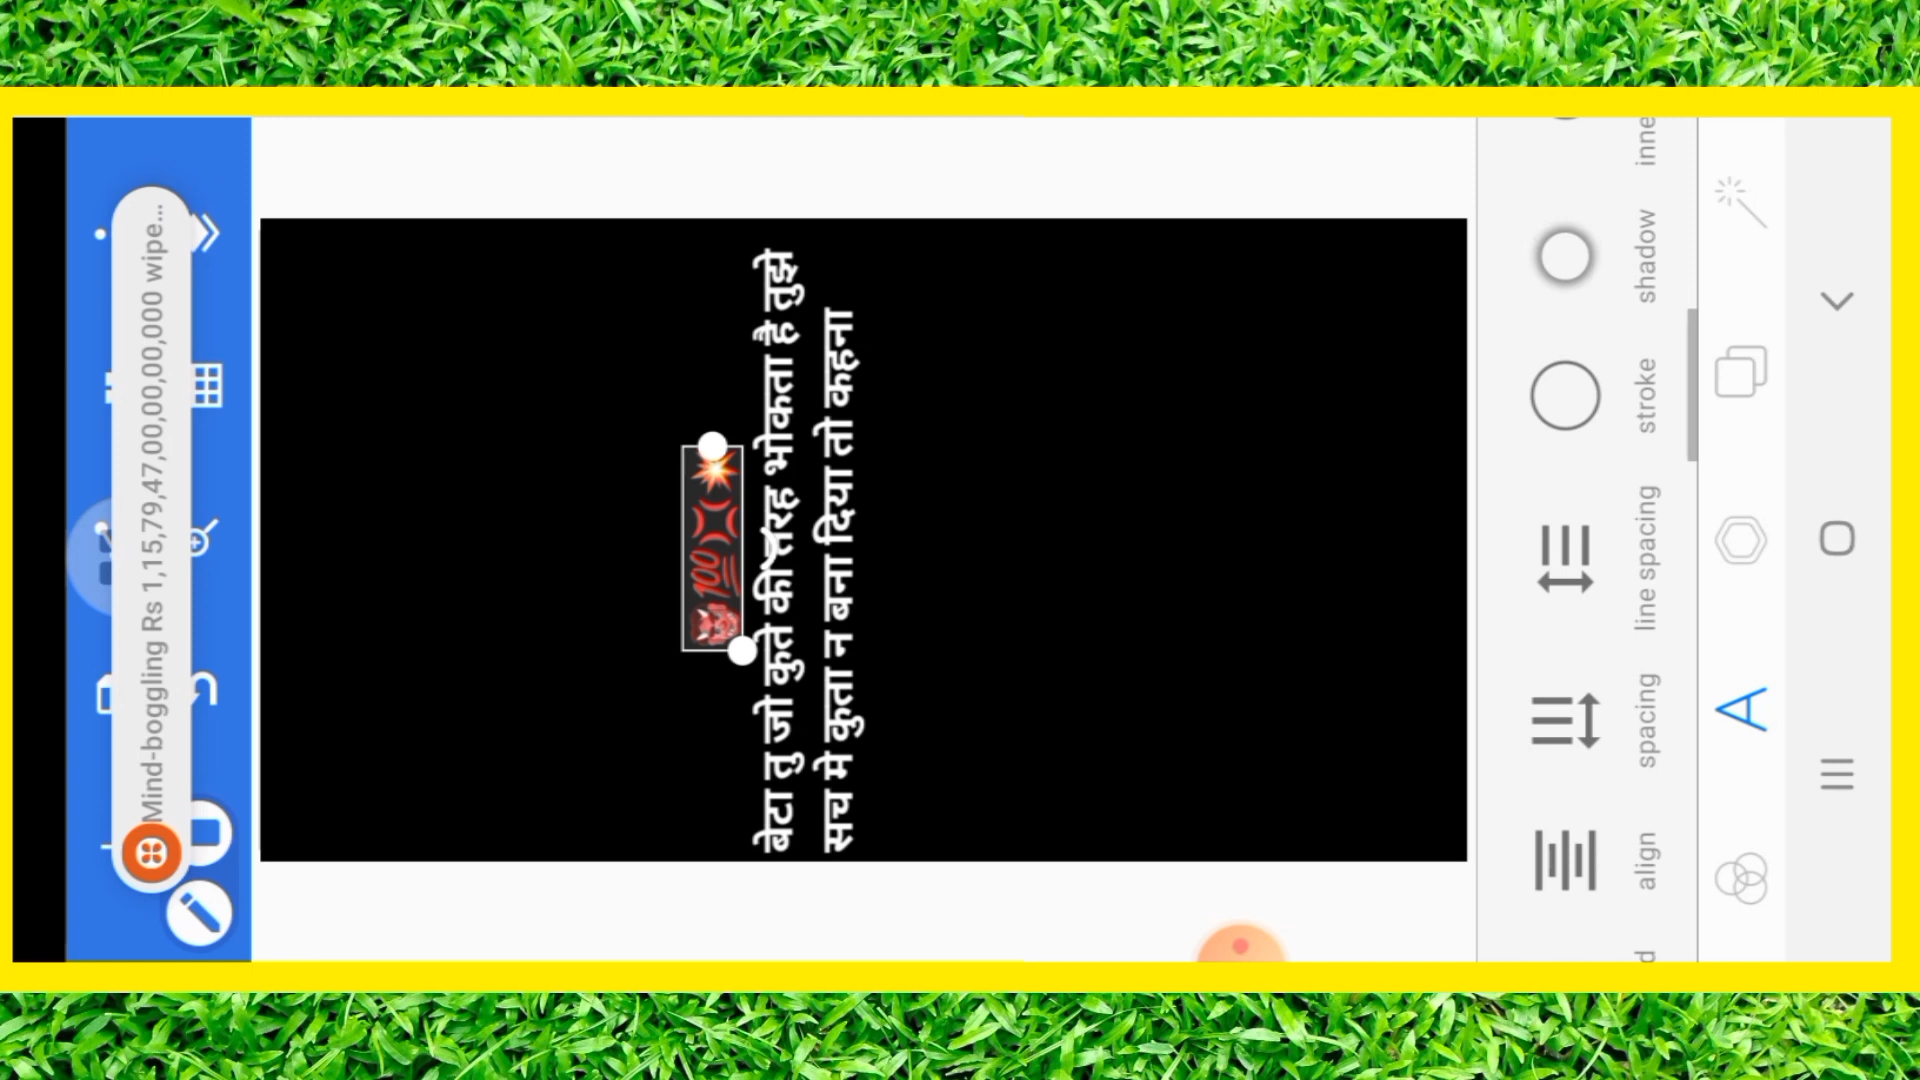 Mind-boggling Rs 1,15,79,47,00,00,00,000 wipe...
👹💯💢💥
बेटा तु जो कुते की तरह भोकता है तुझे
सच मे कुता न बना दिया तो कहना
d
align
spacing
line spacing
stroke
shadow
inne
A